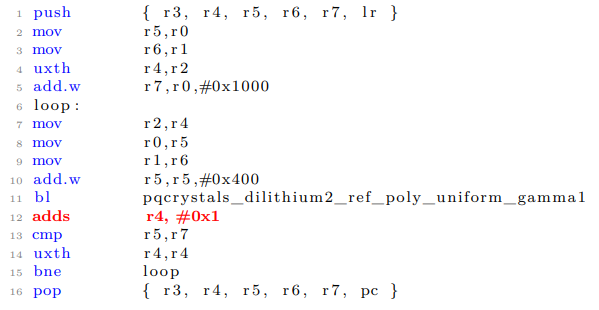 1 push { r3, r4, r5, r6, r7, lr }
2 mov r5,r0
3 mov r6,r1
4 uxth r4,r2
5 add.w r7,r0,#0x1000
6 loop:
7 mov r2,r4
8 mov r0,r5
9 mov r1,r6
10 add.w r5,r5,#0x400
11 bl pqcrystals_dilithium2_ref_poly_uniform_gamma1
12 adds r4, #0x1
13 cmp r5,r7
14 uxth r4,r4
15 bne loop
16 pop { r3, r4, r5, r6, r7, pc }